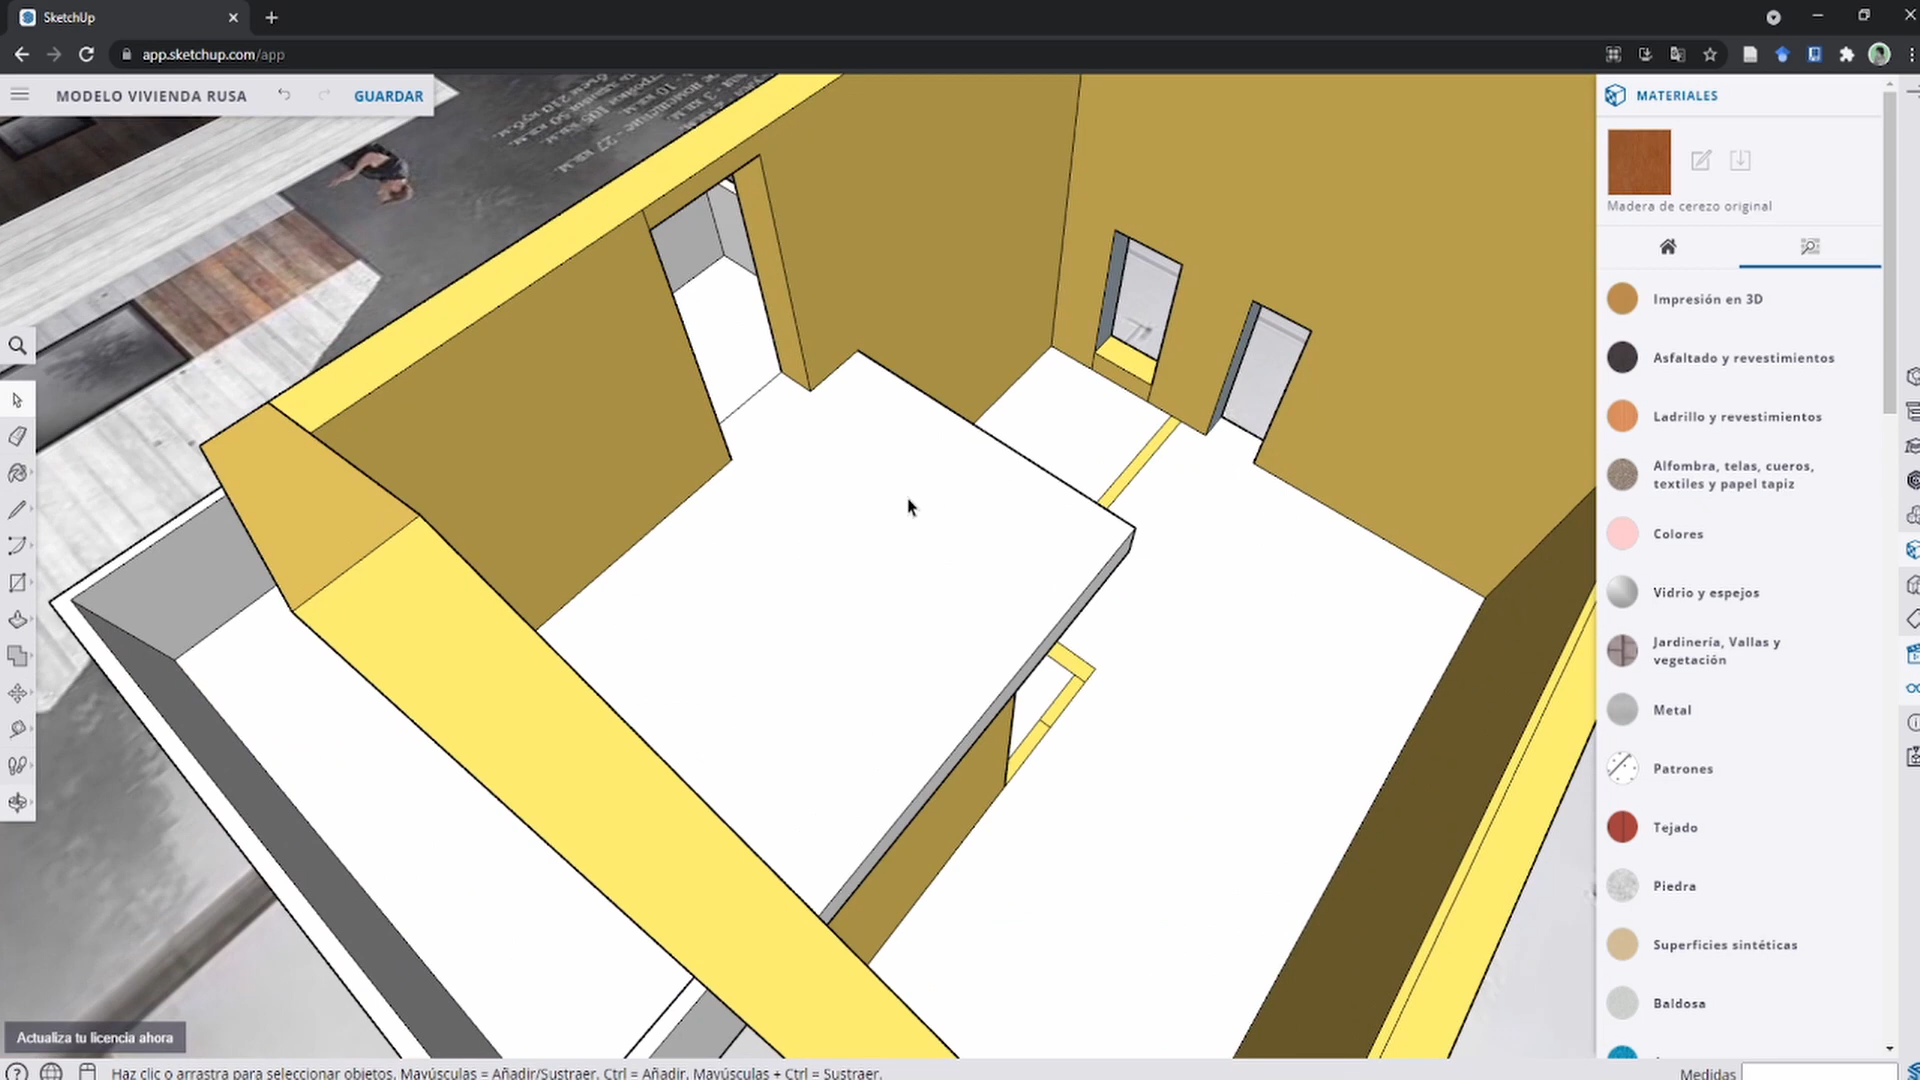 SketchUp
app.sketchup.com/app
MODELO VIVIENDA RUSA
GUARDAR
MATERIALES
Madera de cerezo original
Impresión en 3D
Asfaltado y revestimientos
Ladrillo y revestimientos
Alfombra, telas, cueros,
textiles y papel tapiz
Colores
Vidrio y espejos
Jardinería, Vallas y
vegetación
Metal
Patrones
Tejado
Piedra
Superficies sintéticas
Baldosa
Actualiza tu licencia ahora
Haz clic o arrastra para seleccionar objetos. Mayúsculas = Añadir/Sustraer. Ctrl = Añadir. Mayúsculas + Ctrl = Sustraer.
Medidas